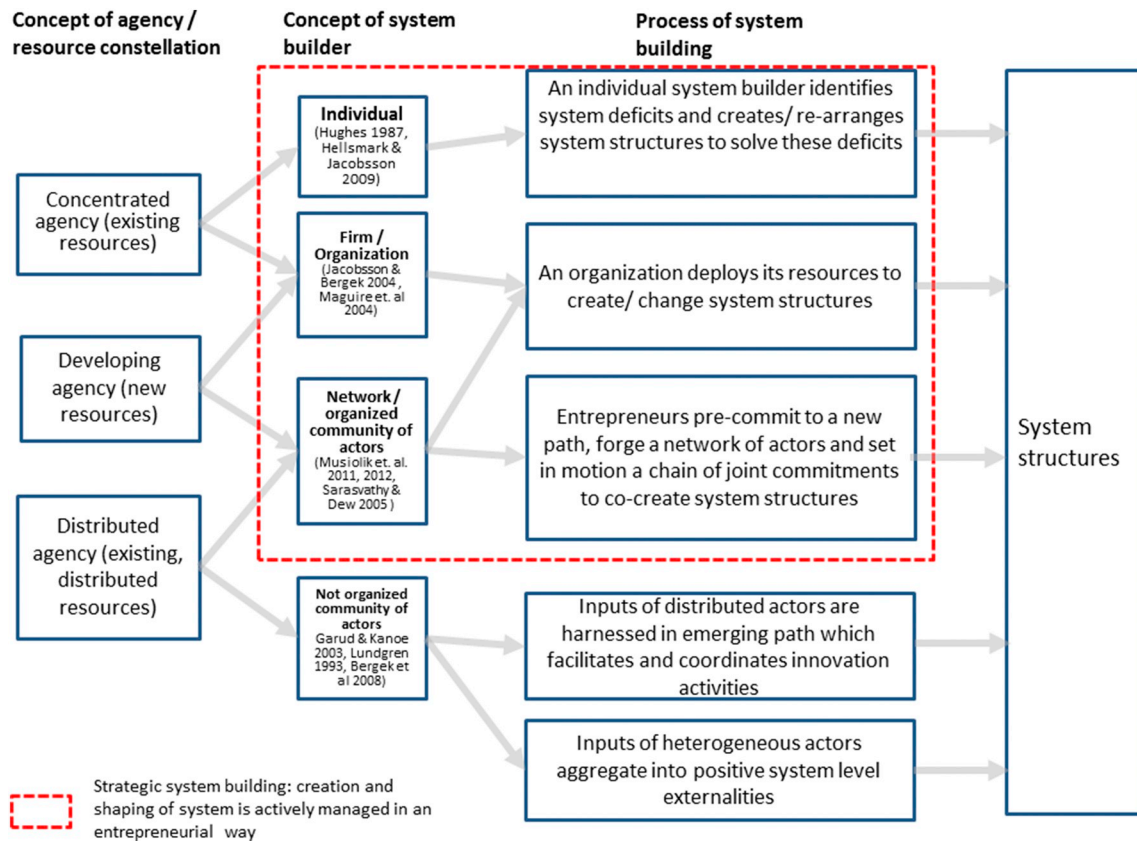 Concept of agency /
resource constellation
Concept of system
builder
Process of system
building
Concentrated
agency (existing
resources)
Developing
agency (new
resources)
Distributed
agency (existing,
distributed
resources)
Individual
(Hughes 1987,
Hellsmark &
Jacobsson
2009)
Firm /
Organization
(Jacobsson &
Bergek 2004 ,
Maguire et. al
2004)
Network /
organized
community of
actors
(Musiolik et. al.
2011, 2012,
Sarasvathy &
Dew 2005 )
Not organized
community of
actors
Garud & Kanoe
2003, Lundgren
1993, Bergek et
al 2008)
An individual system builder identifies
system deficits and creates/ re-arranges
system structures to solve these deficits
An organization deploys its resources to
create/ change system structures
Entrepreneurs pre-commit to a new
path, forge a network of actors and set
in motion a chain of joint commitments
to co-create system structures
Inputs of distributed actors are
harnessed in emerging path which
facilitates and coordinates innovation
activities
Inputs of heterogeneous actors
aggregate into positive system level
externalities
System
structures
Strategic system building: creation and
shaping of system is actively managed in an
entrepreneurial way